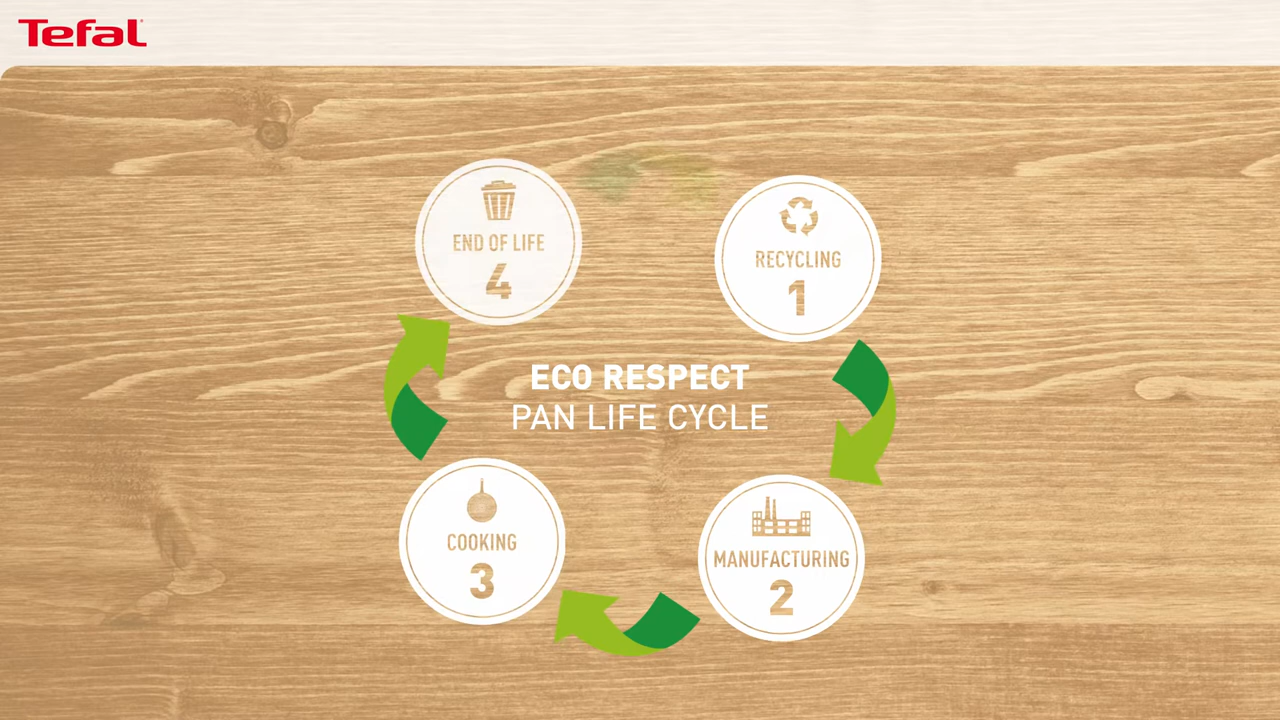 Tefal
END OF LIFE
4
RECYCLING
1
ECO RESPECT
PAN LIFE CYCLE
COOKING
3
MANUFACTURING
2